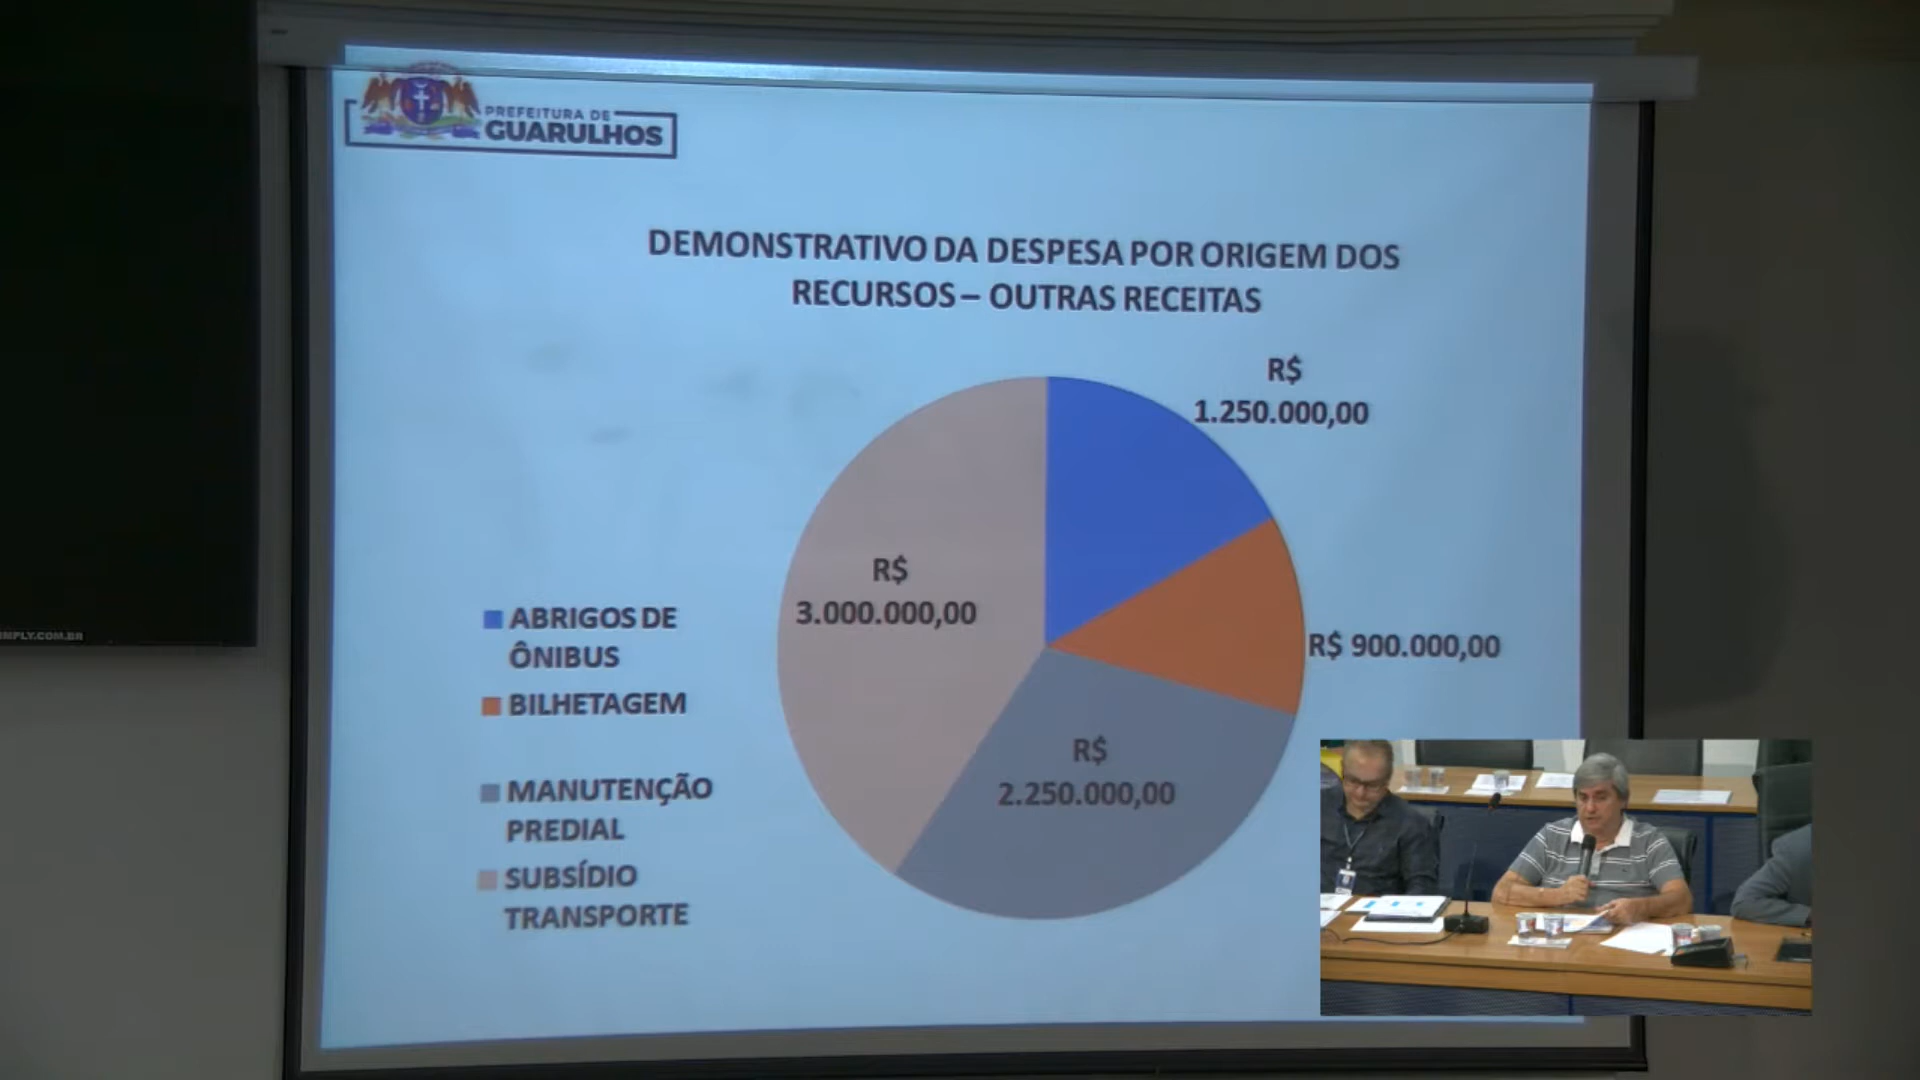 PREFEITURA DE
GUARULHOS
DEMONSTRATIVO DA DESPESA POR ORIGEM DOS
RECURSOS – OUTRAS RECEITAS
R$
1.250.000,00
R$
3.000.000,00
R$ 900.000,00
R$
2.250.000,00
ABRIGOS DE
ÔNIBUS
BILHETAGEM
MANUTENÇÃO
PREDIAL
SUBSÍDIO
TRANSPORTE